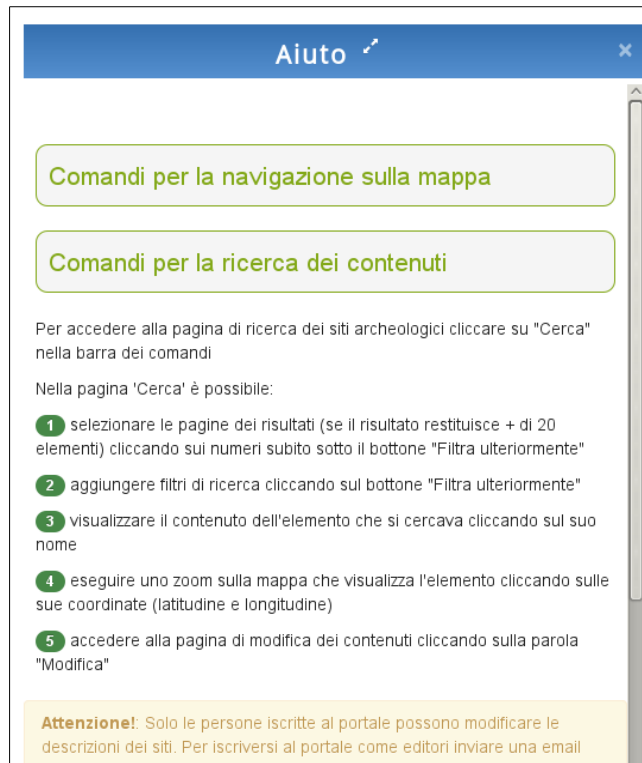 Aiuto
×
Comandi per la navigazione sulla mappa
Comandi per la ricerca dei contenuti
Per accedere alla pagina di ricerca dei siti archeologici cliccare su "Cerca"
nella barra dei comandi
Nella pagina 'Cerca' è possibile:
1 selezionare le pagine dei risultati (se il risultato restituisce + di 20
elementi) cliccando sui numeri subito sotto il bottone "Filtra ulteriormente"
2 aggiungere filtri di ricerca cliccando sul bottone "Filtra ulteriormente"
3 visualizzare il contenuto dell'elemento che si cercava cliccando sul suo
nome
4 eseguire uno zoom sulla mappa che visualizza l'elemento cliccando sulle
sue coordinate (latitudine e longitudine)
5 accedere alla pagina di modifica dei contenuti cliccando sulla parola
"Modifica"
Attenzione!: Solo le persone iscritte al portale possono modificare le
descrizioni dei siti. Per iscriversi al portale come editori inviare una email